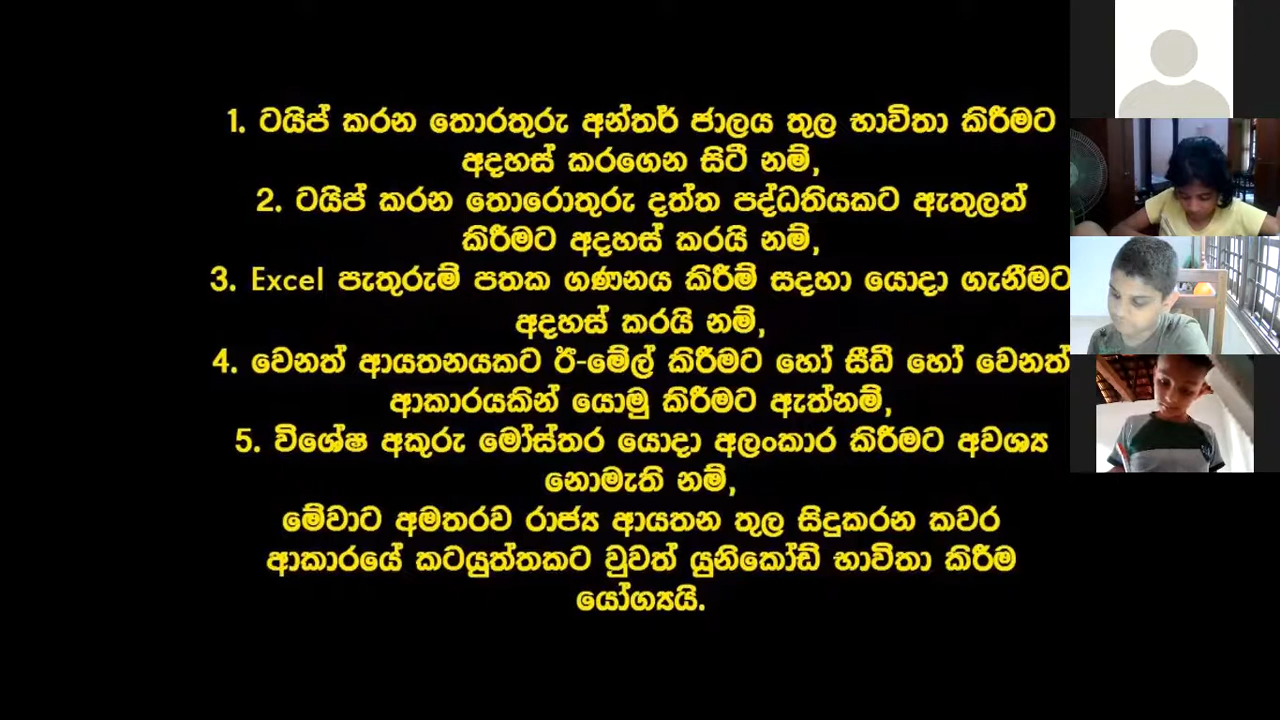 1. ටයිප් කරන තොරතුරු අන්තර් ජාලය තුල භාවිතා කිරීමට
අදහස් කරගෙන සිටී නම්,
2. ටයිප් කරන තොරොතුරු දත්ත පද්ධතියකට ඇතුලත්
කිරීමට අදහස් කරයි නම්,
3. Excel පැතුරුම් පතක ගණනය කිරීම් සදහා යොදා ගැනීමට
අදහස් කරයි නම්,
4. වෙනත් ආයතනයකට ඊ-මේල් කිරීමට හෝ සීඩී හෝ වෙනත්
ආකාරයකින් යොමු කිරීමට ඇත්නම්,
5. විශේෂ අකුරු මෝස්තර යොදා අලංකාර කිරීමට අවශ්‍ය
නොමැති නම්,
මේවාට අමතරව රාජ්‍ය ආයතන තුල සිදුකරන කවර
ආකාරයේ කටයුත්තකට වුවත් යුනිකෝඩ් භාවිතා කිරීම
යෝග්‍යයි.